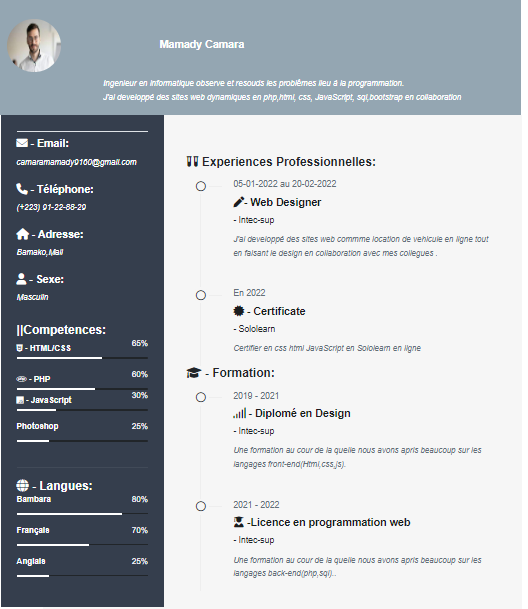 Mamady Camara
Ingenieur en informatique observe et resouds les problèmes lieu à la programmation.
J'ai developpé des sites web dynamiques en php,html, css, JavaScript, sql,bootstrap en collaboration
- Email:
camaramamady9160@gmail.com
- Téléphone:
(+223) 91-22-88-29
- Adresse:
Bamako,Mali
- Sexe:
Masculin
||Competences:
- HTML/CSS 65%
- PHP 60%
- JavaScript 30%
Photoshop 25%
- Langues:
Bambara 80%
Français 70%
Anglais 25%
Experiences Professionnelles:
05-01-2022 au 20-02-2022
- Web Designer
- Intec-sup
J'ai developpé des sites web commme location de vehicule en ligne tout
en faisant le design en collaboration avec mes collegues .
En 2022
- Certificate
- Sololearn
Certifier en css html JavaScript en Sololearn en ligne
- Formation:
2019 - 2021
- Diplomé en Design
- Intec-sup
Une formation au cour de la quelle nous avons apris beaucoup sur les
langages front-end(Html,css,js).
2021 - 2022
-Licence en programmation web
- Intec-sup
Une formation au cour de la quelle nous avons apris beaucoup sur les
langages back-end(php,sql)..